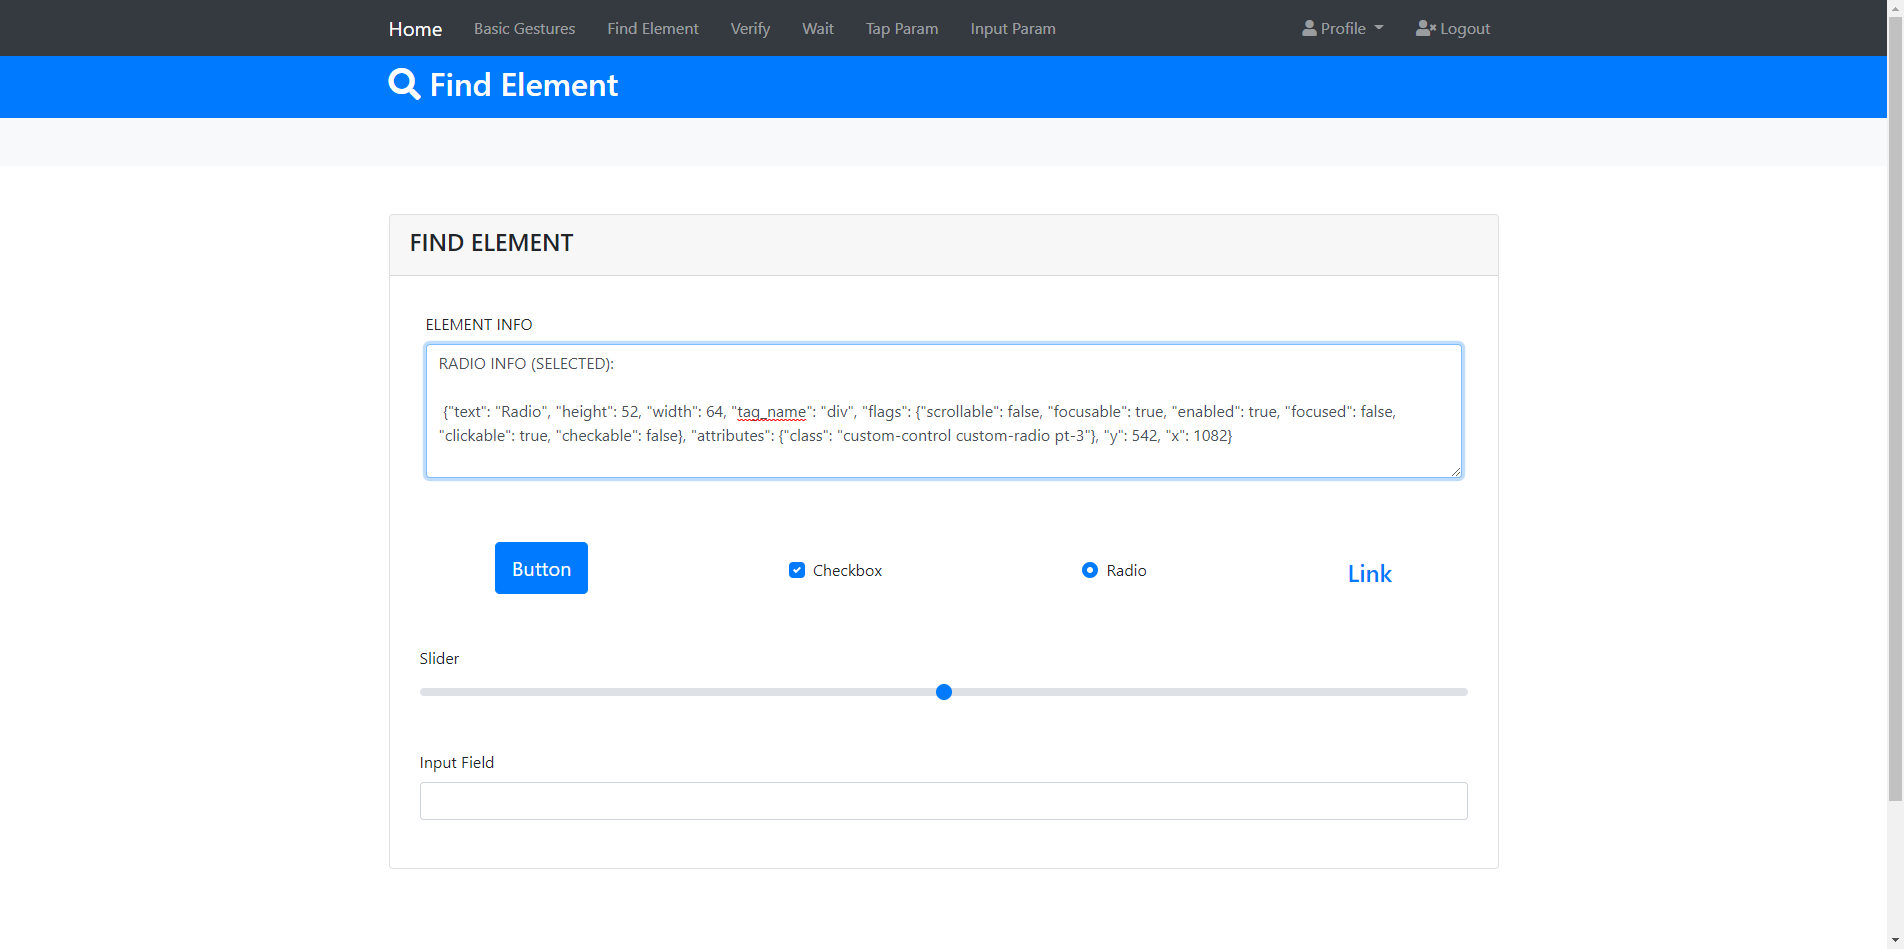 Home Basic Gestures Find Element Verify Wait Tap Param Input Param Profile Logout
Find Element
FIND ELEMENT
ELEMENT INFO
RADIO INFO (SELECTED):
{"text": "Radio", "height": 52, "width": 64, "tag_name": "div", "flags": {"scrollable": false, "focusable": true, "enabled": true, "focused": false,
"clickable": true, "checkable": false}, "attributes": {"class": "custom-control custom-radio pt-3"}, "y": 542, "x": 1082}
Button Checkbox Radio Link
Slider
Input Field